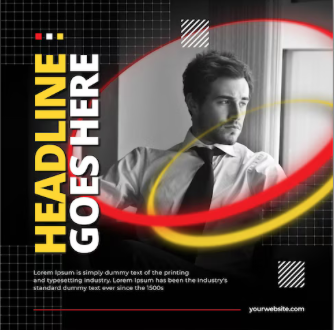 HEADLINE :
GOES HERE
Lorem Ipsum is simply dummy text of the printing
and typesetting industry. Lorem Ipsum has been the industry's
standard dummy text ever since the 1500s
yourwebsite.com